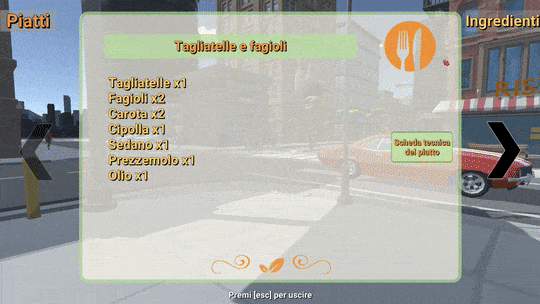 Piatti
Ingredienti
Tagliatelle e fagioli
RIS
Tagliatelle x1
Fagioli x2
Carota x2
Cipolla x1
Sedano x1
Prezzemolo x1
Olio x1
Scheda tecnica
del piatto
Premi [esc] per uscire